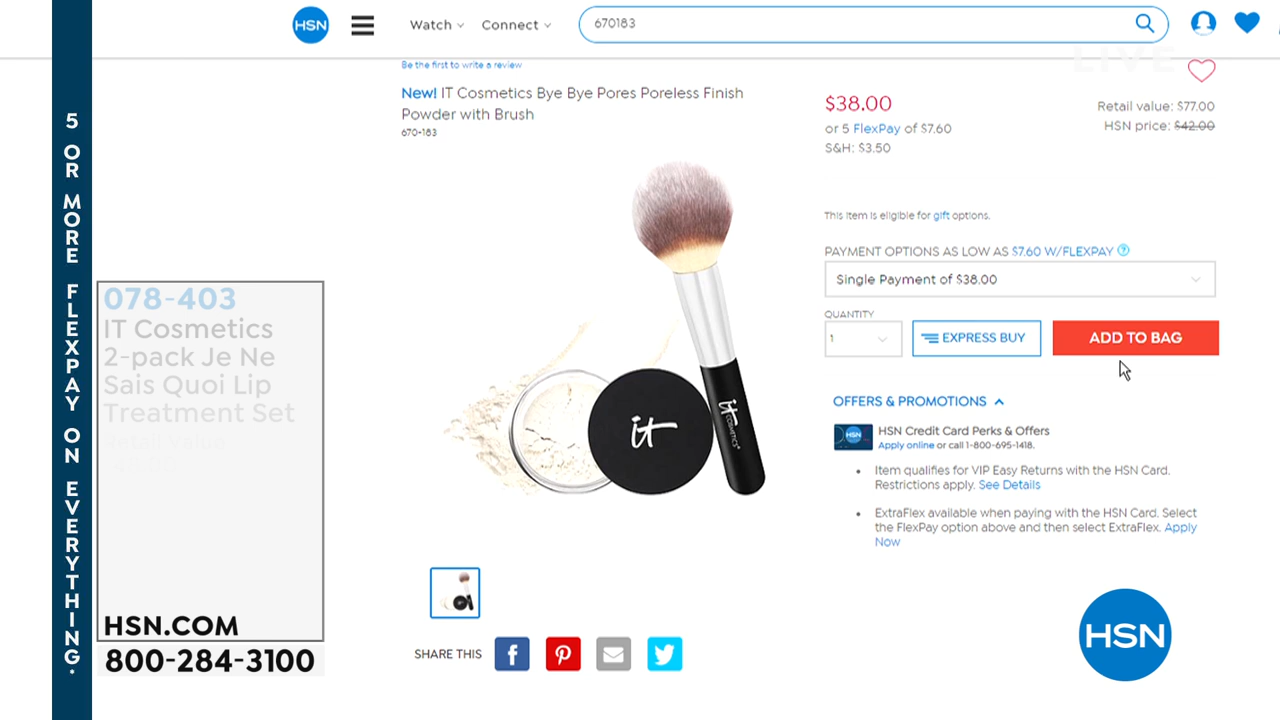 HSN
Watch
Connect
670183
LIVE
Be the first to write a review
New! IT Cosmetics Bye Bye Pores Poreless Finish
Powder with Brush
670-183
$38.00
or 5 FlexPay of $7.60
S&H: $3.50
Retail value: $77.00
HSN price: $42.00
This item is eligible for gift options.
PAYMENT OPTIONS AS LOW AS $7.60 W/FLEXPAY ?
Single Payment of $38.00
QUANTITY
1
EXPRESS BUY
ADD TO BAG
OFFERS & PROMOTIONS
HSN
HSN Credit Card Perks & Offers
Apply online or call 1-800-695-1418.
• Item qualifies for VIP Easy Returns with the HSN Card.
Restrictions apply. See Details
• ExtraFlex available when paying with the HSN Card. Select
the FlexPay option above and then select ExtraFlex. Apply
Now
it
it COSMETICS
SHARE THIS
5 OR MORE FLEXPAY ON EVERYTHING.*
078-403
IT Cosmetics
2-pack Je Ne
Sais Quoi Lip
Treatment Set
Retail Value
HSN.COM
800-284-3100
HSN